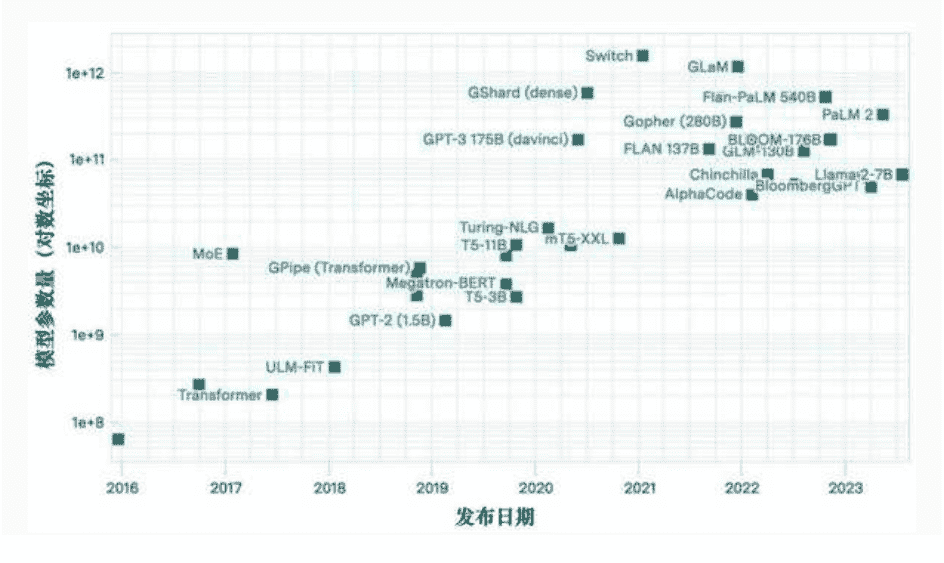 Switch
GLaM
GShard (dense)
Flan-PaLM 540B
PaLM 2
Gopher (280B)
GPT-3 175B (davinci)
BLOOM-176B
FLAN 137B
GLM-130B
Chinchilla
Llama-2-7B
BloombergGPT
AlphaCode
Turing-NLG
mT5-XXL
T5-11B
MoE
GPipe (Transformer)
Megatron-BERT
T5-3B
GPT-2 (1.5B)
ULM-FiT
Transformer
1e+12
1e+11
1e+10
1e+9
1e+8
模型参数量（对数坐标）
2016 2017 2018 2019 2020 2021 2022 2023
发布日期